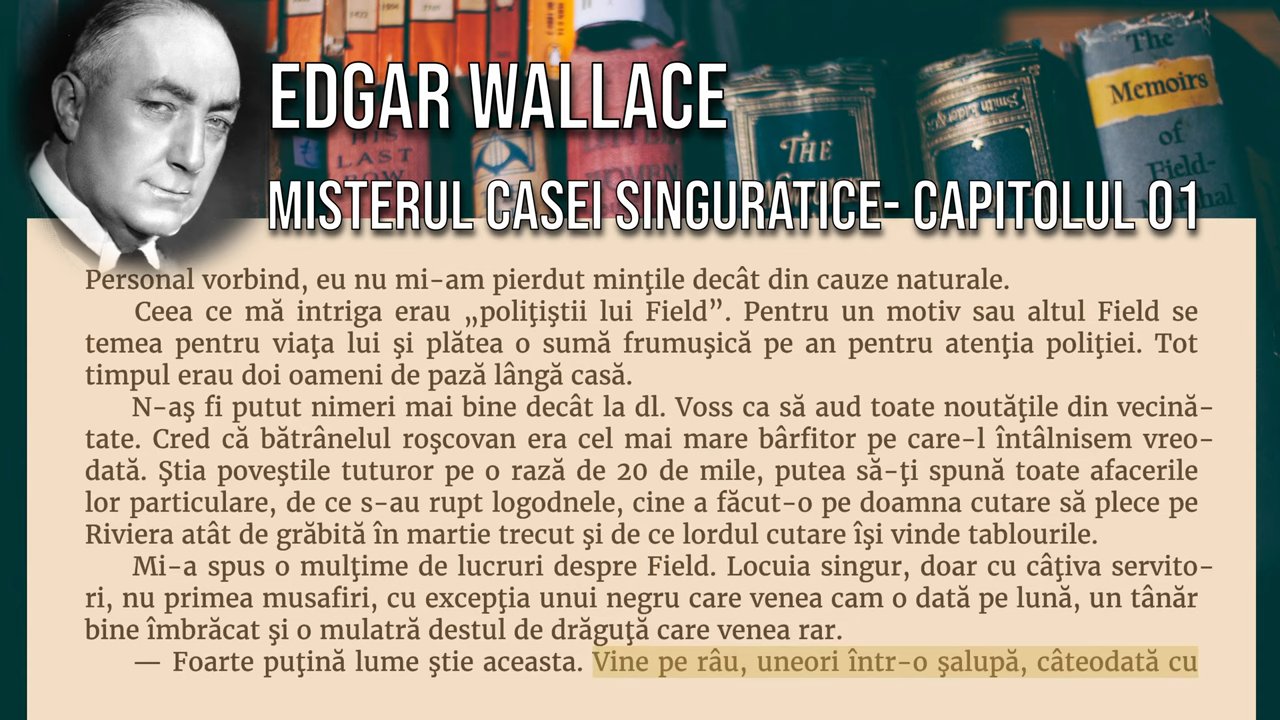 EDGAR WALLACE
MISTERUL CASEI SINGURATICE- CAPITOLUL 01
HIS
LAST
BOW
LITTLE
WOMEN
THE
Smith Elder & Co
The
Memoirs
of
Field-
Marshal
Personal vorbind, eu nu mi-am pierdut minţile decât din cauze naturale.
Ceea ce mă intriga erau „poliţiştii lui Field”. Pentru un motiv sau altul Field se
temea pentru viaţa lui şi plătea o sumă frumuşică pe an pentru atenţia poliţiei. Tot
timpul erau doi oameni de pază lângă casă.
N-aş fi putut nimeri mai bine decât la dl. Voss ca să aud toate noutăţile din vecină-
tate. Cred că bătrânelul roşcovan era cel mai mare bârfitor pe care-l întâlnisem vreo-
dată. Ştia poveştile tuturor pe o rază de 20 de mile, putea să-ţi spună toate afacerile
lor particulare, de ce s-au rupt logodnele, cine a făcut-o pe doamna cutare să plece pe
Riviera atât de grăbită în martie trecut şi de ce lordul cutare îşi vinde tablourile.
Mi-a spus o mulţime de lucruri despre Field. Locuia singur, doar cu câţiva servito-
ri, nu primea musafiri, cu excepţia unui negru care venea cam o dată pe lună, un tânăr
bine îmbrăcat şi o mulatră destul de drăguţă care venea rar.
— Foarte puţină lume ştie aceasta. Vine pe râu, uneori într-o şalupă, câteodată cu